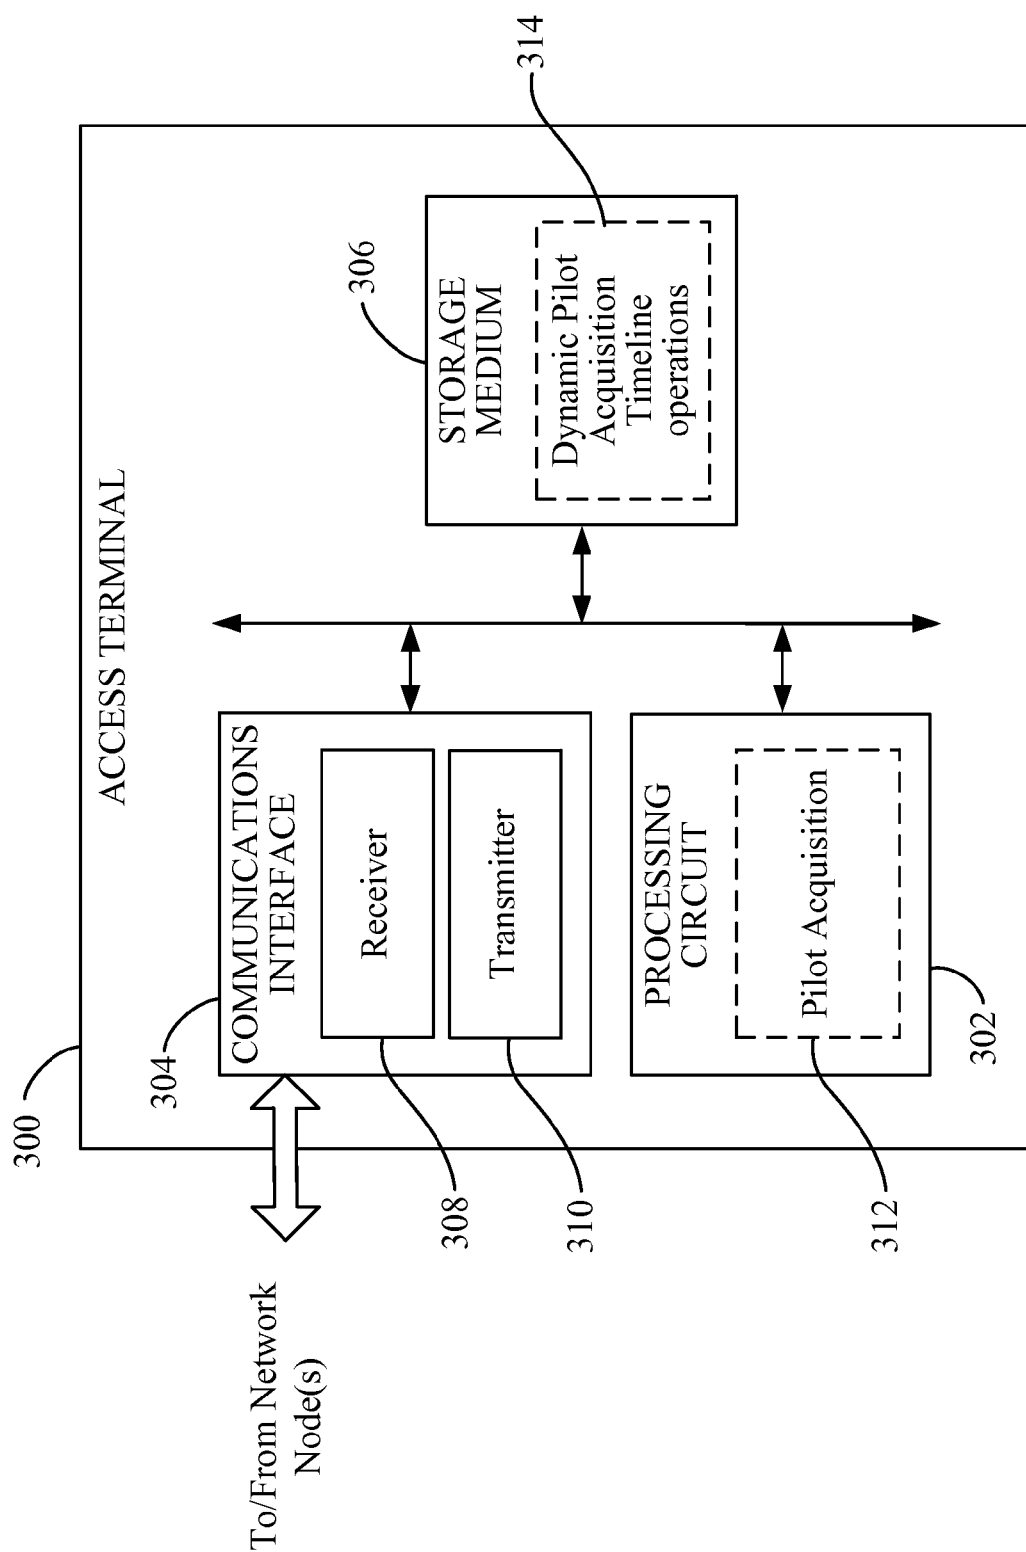 300
ACCESS TERMINAL
304
COMMUNICATIONS
INTERFACE
306
STORAGE
MEDIUM
To/From Network
Node(s)
Receiver
Dynamic Pilot
Acquisition
Timeline
operations
314
308
Transmitter
310
PROCESSING
CIRCUIT
Pilot Acquisition
312
302